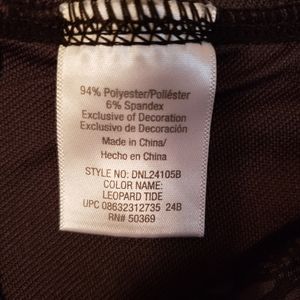 94% Polyester/Poliéster
6% Spandex
Exclusive of Decoration
Exclusivo de Decoración
Made in China/
Hecho en China
STYLE NO: DNL24105B
COLOR NAME:
LEOPARD TIDE
UPC 08632312735 24B
RN# 50369